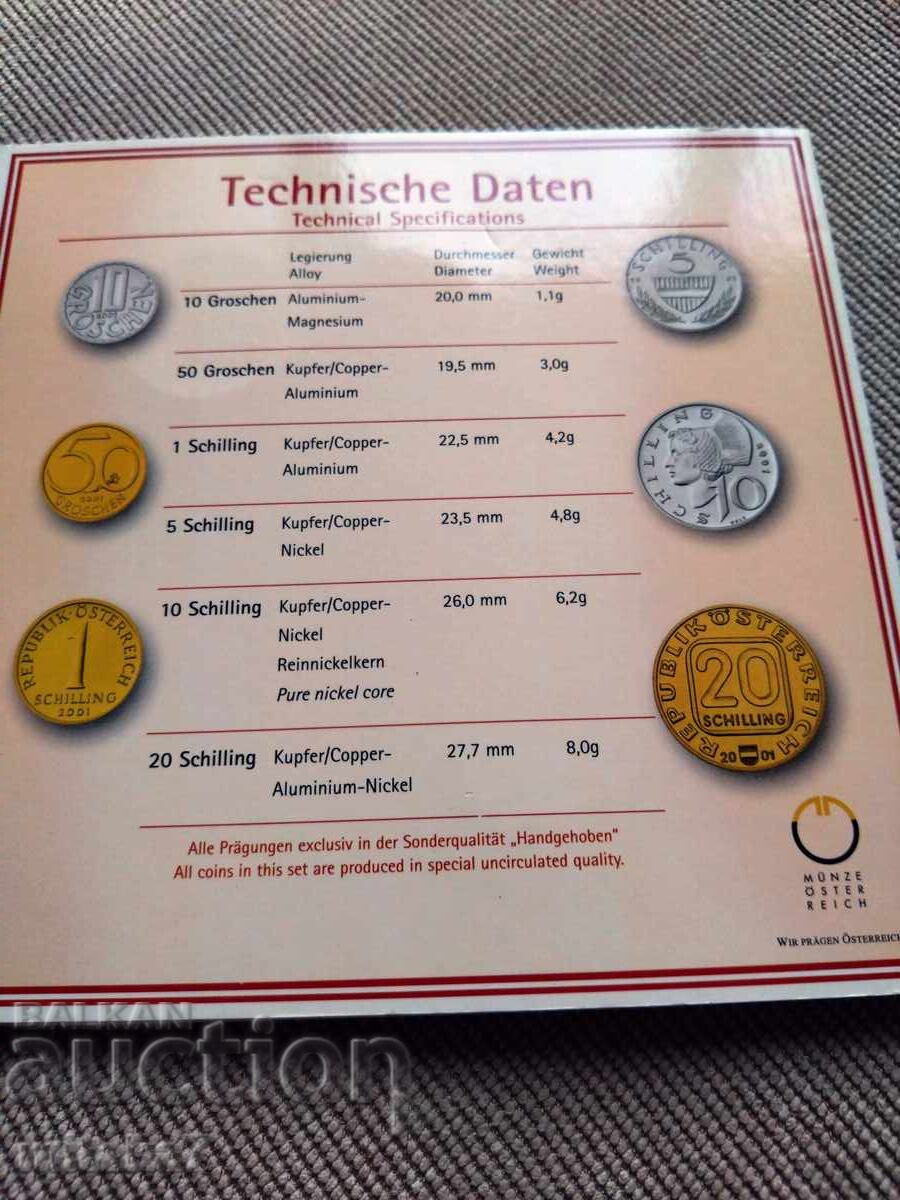 Technische Daten
Technical Specifications
Legierung Durchmesser Gewicht
Alloy Diameter Weight
10 Groschen Aluminium- 20,0 mm 1,1g
Magnesium
50 Groschen Kupfer/Copper- 19,5 mm 3,0g
Aluminium
1 Schilling Kupfer/Copper- 22,5 mm 4,2g
Aluminium
5 Schilling Kupfer/Copper- 23,5 mm 4,8g
Nickel
10 Schilling Kupfer/Copper- 26,0 mm 6,2g
Nickel
Reinnickelkern
Pure nickel core
20 Schilling Kupfer/Copper- 27,7 mm 8,0g
Aluminium-Nickel
Alle Prägungen exclusiv in der Sonderqualität „Handgehoben"
All coins in this set are produced in special uncirculated quality.
10
GROSCHEN
50
2001
GROSCHEN
REPUBLIK·ÖSTERREICH
1
SCHILLING
2001
SCHILLING
5
SCHILLING
10
REPUBLIK ÖSTERREICH
20
SCHILLING
20 01
MÜNZE
ÖSTER
REICH
WIR PRÄGEN ÖSTERREICH
BALKAN
auction